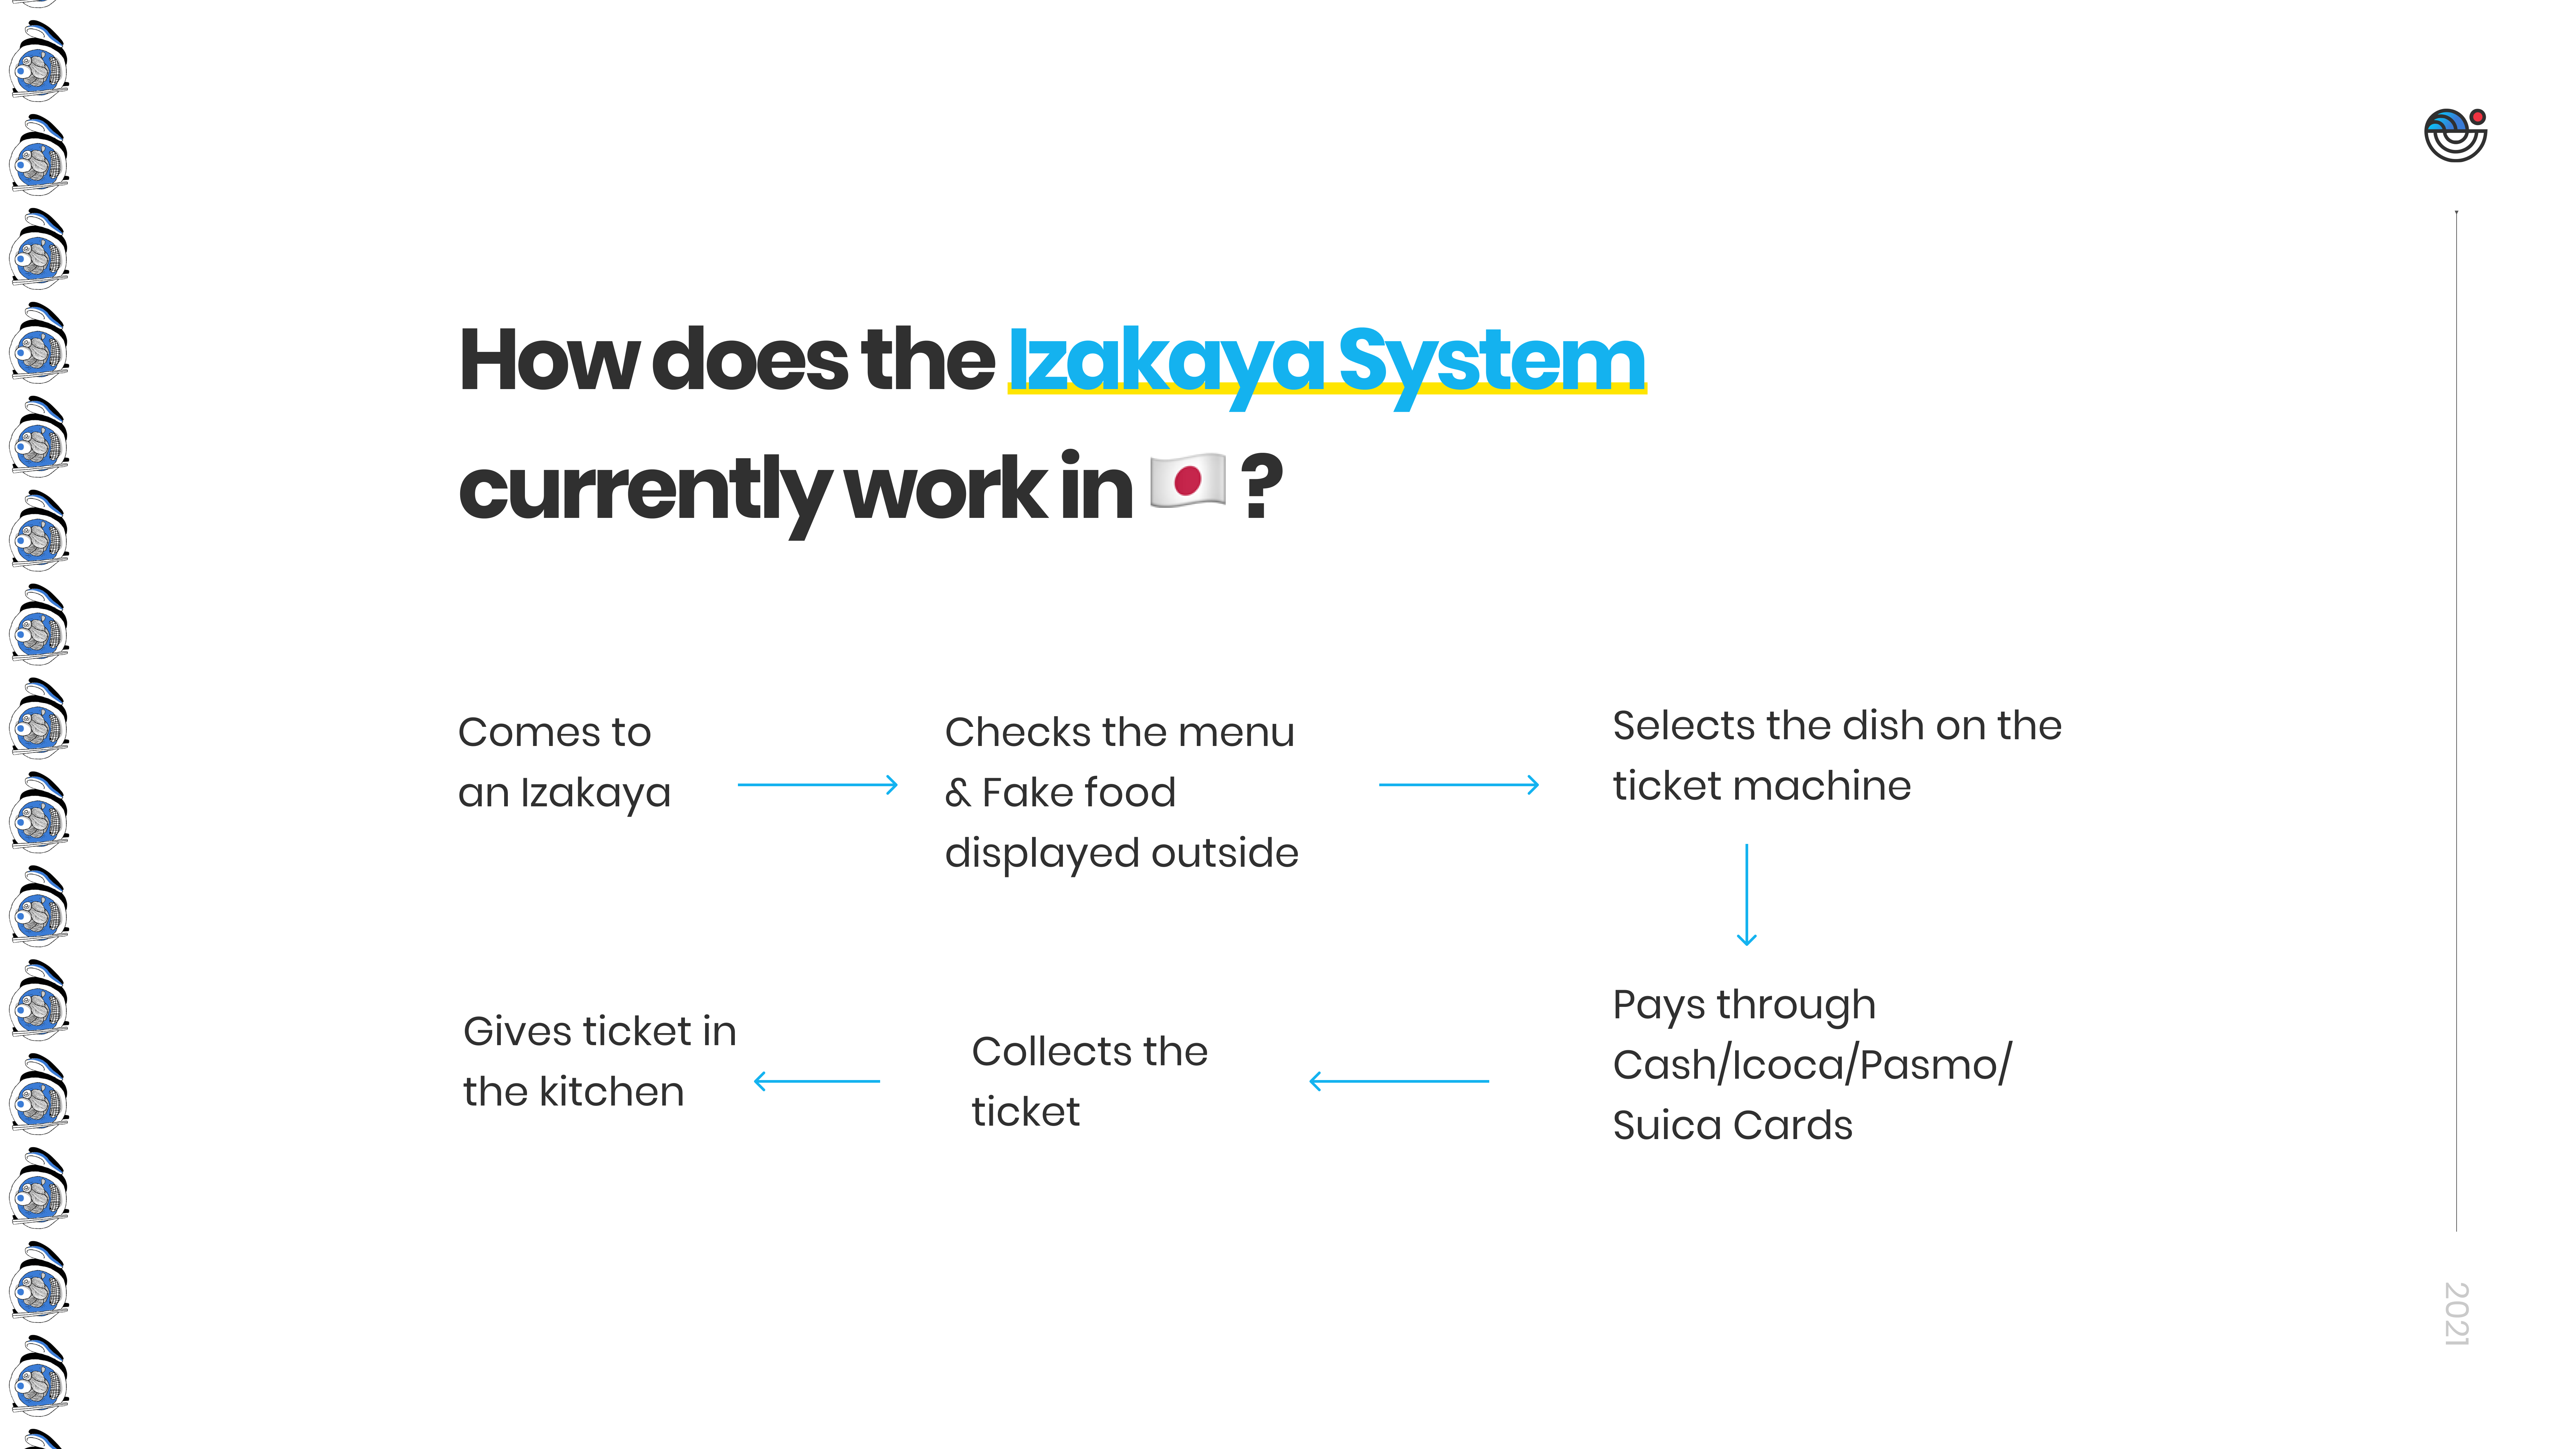 How does the Izakaya System
currently work in 🇯🇵 ?
Comes to
an Izakaya
Checks the menu
& Fake food
displayed outside
Selects the dish on the
ticket machine
Pays through
Cash/Icoca/Pasmo/
Suica Cards
Collects the
ticket
Gives ticket in
the kitchen
2021